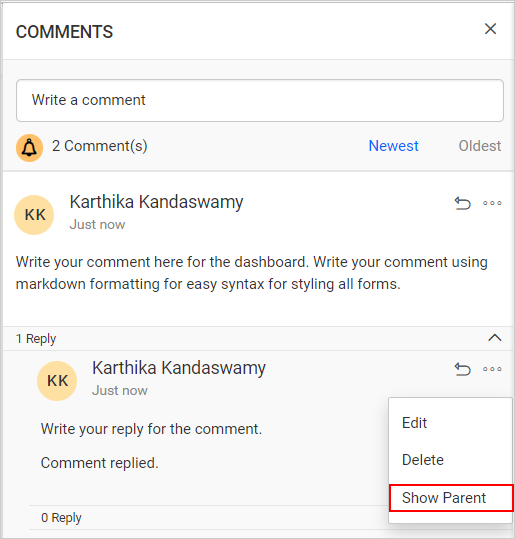 COMMENTS
Write a comment
2 Comment(s)
Newest
Oldest
KK
Karthika Kandaswamy
Just now
Write your comment here for the dashboard. Write your comment using
markdown formatting for easy syntax for styling all forms.
1 Reply
KK
Karthika Kandaswamy
Just now
Write your reply for the comment.
Comment replied.
Edit
Delete
Show Parent
0 Reply